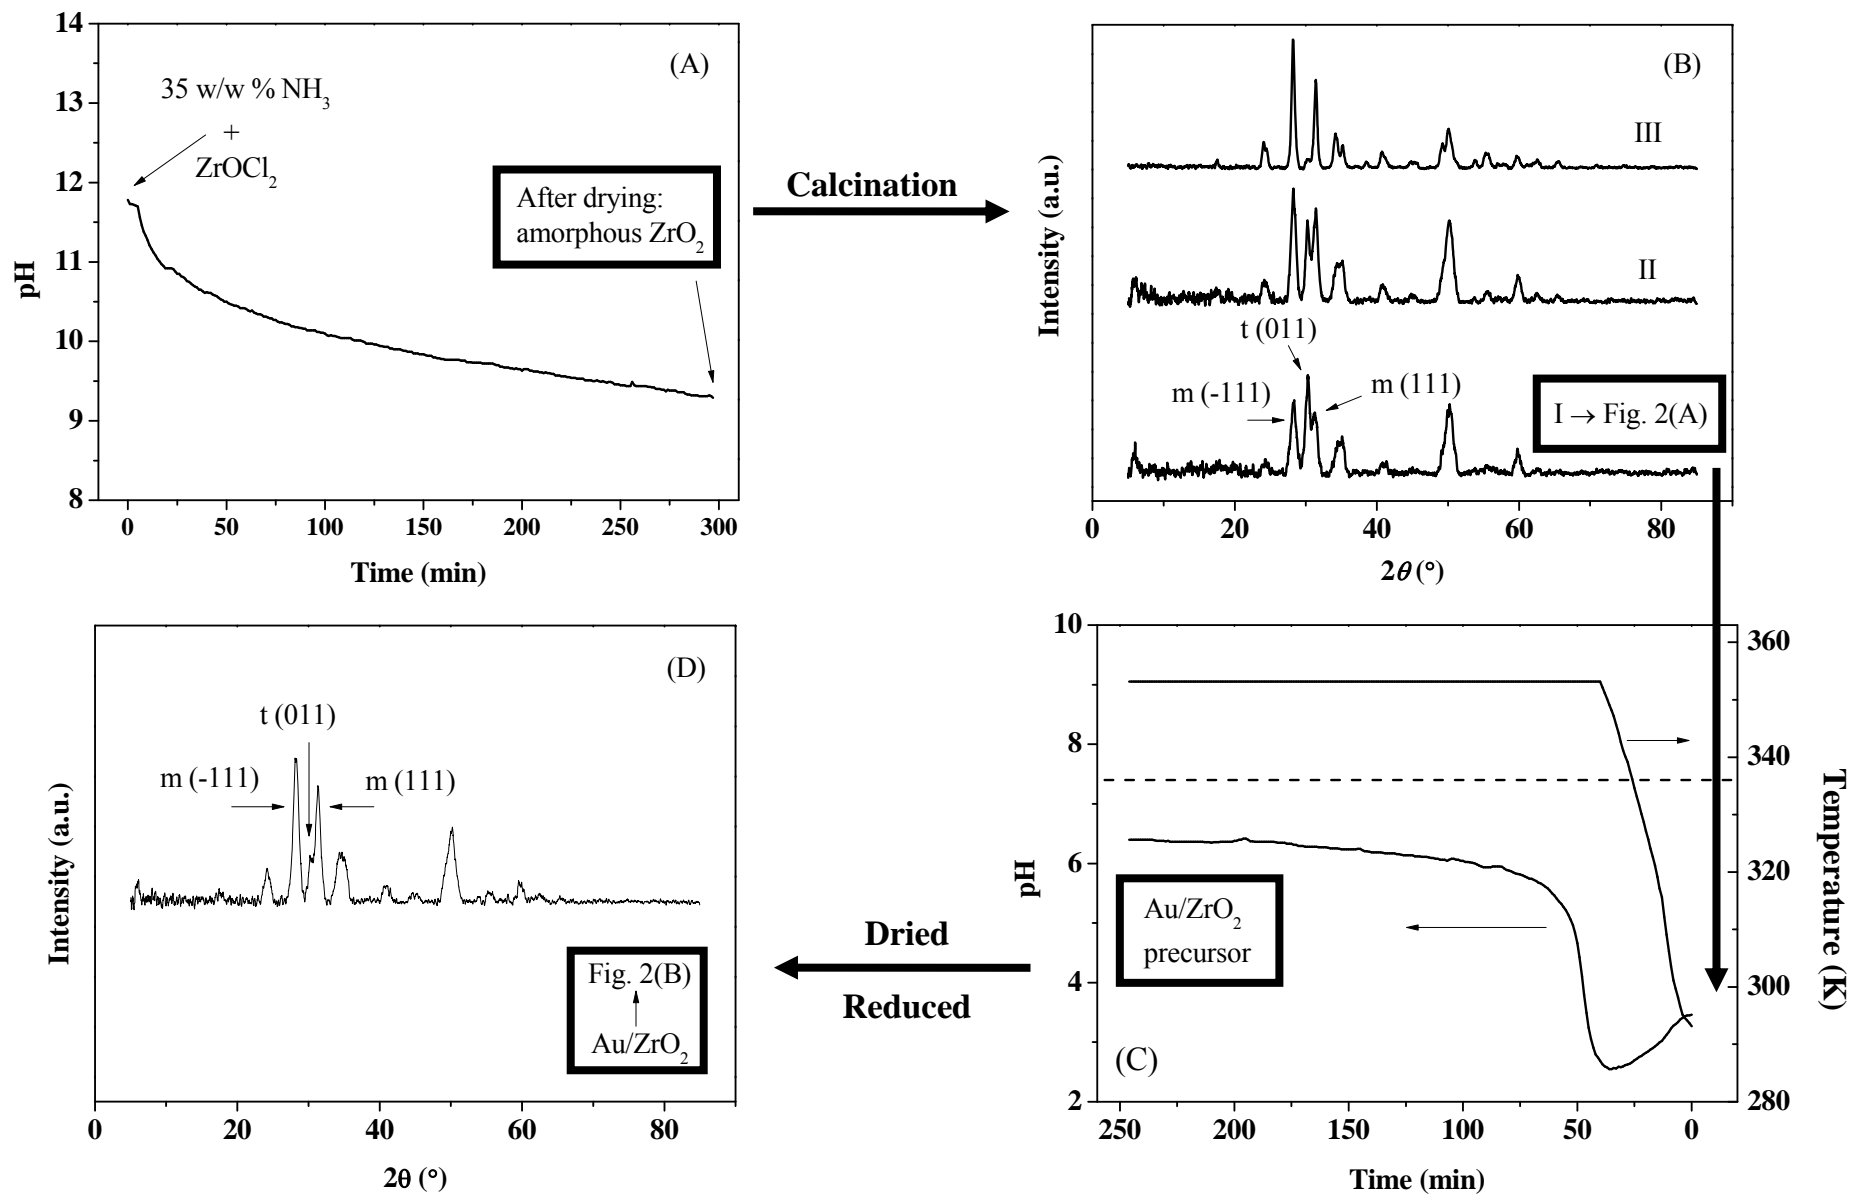 (A)
14
13
12
11
10
9
8
pH
35 w/w % NH₃
+
ZrOCl₂
After drying:
amorphous ZrO₂
0
50
100
150
200
250
300
Time (min)
Calcination
(B)
Intensity (a.u.)
III
II
t (011)
m (-111)
m (111)
I → Fig. 2(A)
0
20
40
60
80
2θ (°)
(D)
Intensity (a.u.)
t (011)
m (-111)
m (111)
Fig. 2(B)
Au/ZrO₂
0
20
40
60
80
2θ (°)
Dried
Reduced
10
8
6
4
2
pH
Au/ZrO₂
precursor
(C)
360
340
320
300
280
Temperature (K)
250
200
150
100
50
0
Time (min)